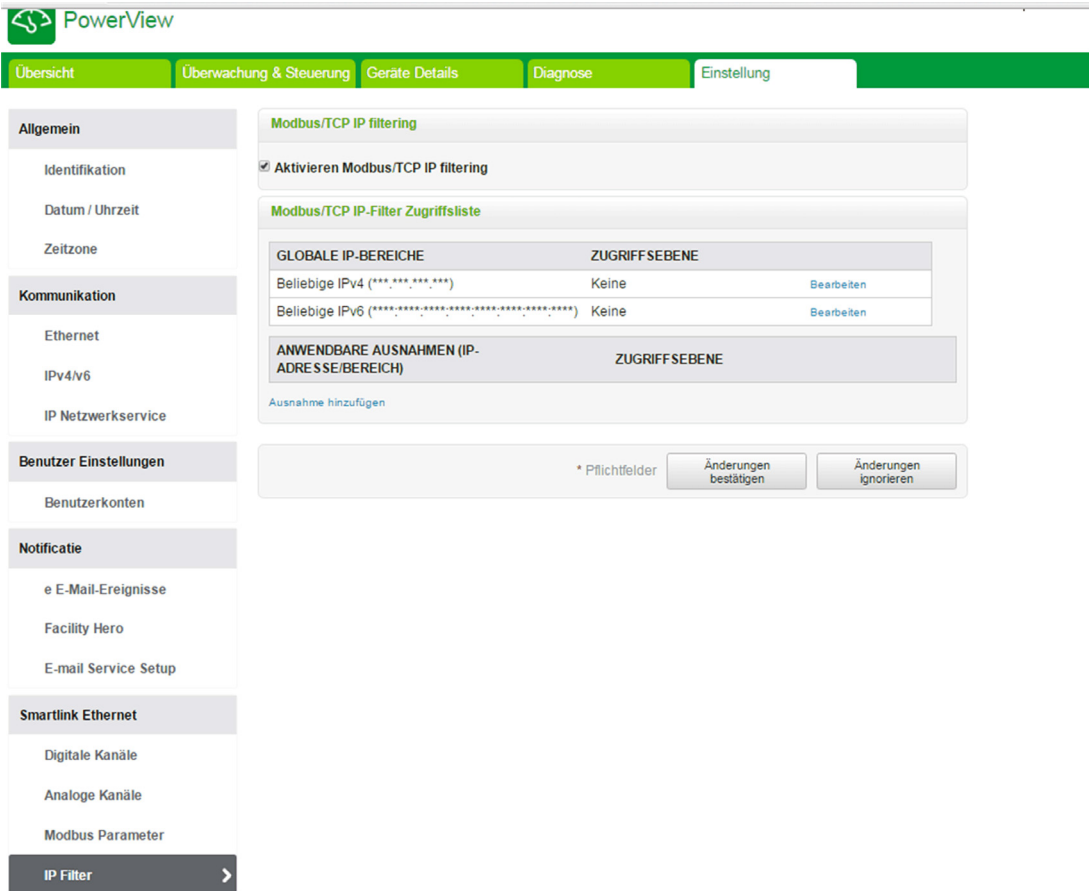 PowerView
Übersicht
Überwachung & Steuerung
Geräte Details
Diagnose
Einstellung
Allgemein
Identifikation
Datum / Uhrzeit
Zeitzone
Kommunikation
Ethernet
IPv4/v6
IP Netzwerkservice
Benutzer Einstellungen
Benutzerkonten
Notificatie
e E-Mail-Ereignisse
Facility Hero
E-mail Service Setup
Smartlink Ethernet
Digitale Kanäle
Analoge Kanäle
Modbus Parameter
IP Filter
Modbus/TCP IP filtering
Aktivieren Modbus/TCP IP filtering
Modbus/TCP IP-Filter Zugriffsliste
GLOBALE IP-BEREICHE ZUGRIFFSEBENE
Beliebige IPv4 (***.***.***.***) Keine Bearbeiten
Beliebige IPv6 (****:****:****:****:****:****:****:****) Keine Bearbeiten
ANWENDBARE AUSNAHMEN (IP-
ADRESSE/BEREICH)
ZUGRIFFSEBENE
Ausnahme hinzufügen
* Pflichtfelder
Änderungen
bestätigen
Änderungen
ignorieren